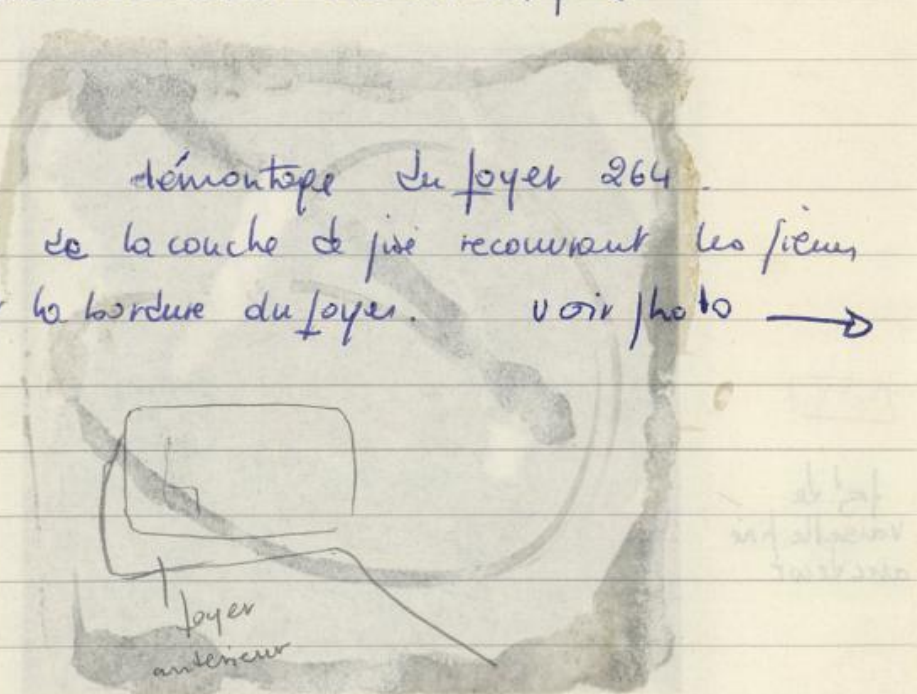 démontage du foyer 264.
de la couche de pisé recouvrant les pierres
la bordure du foyer. voir photo →
foyer
antérieur